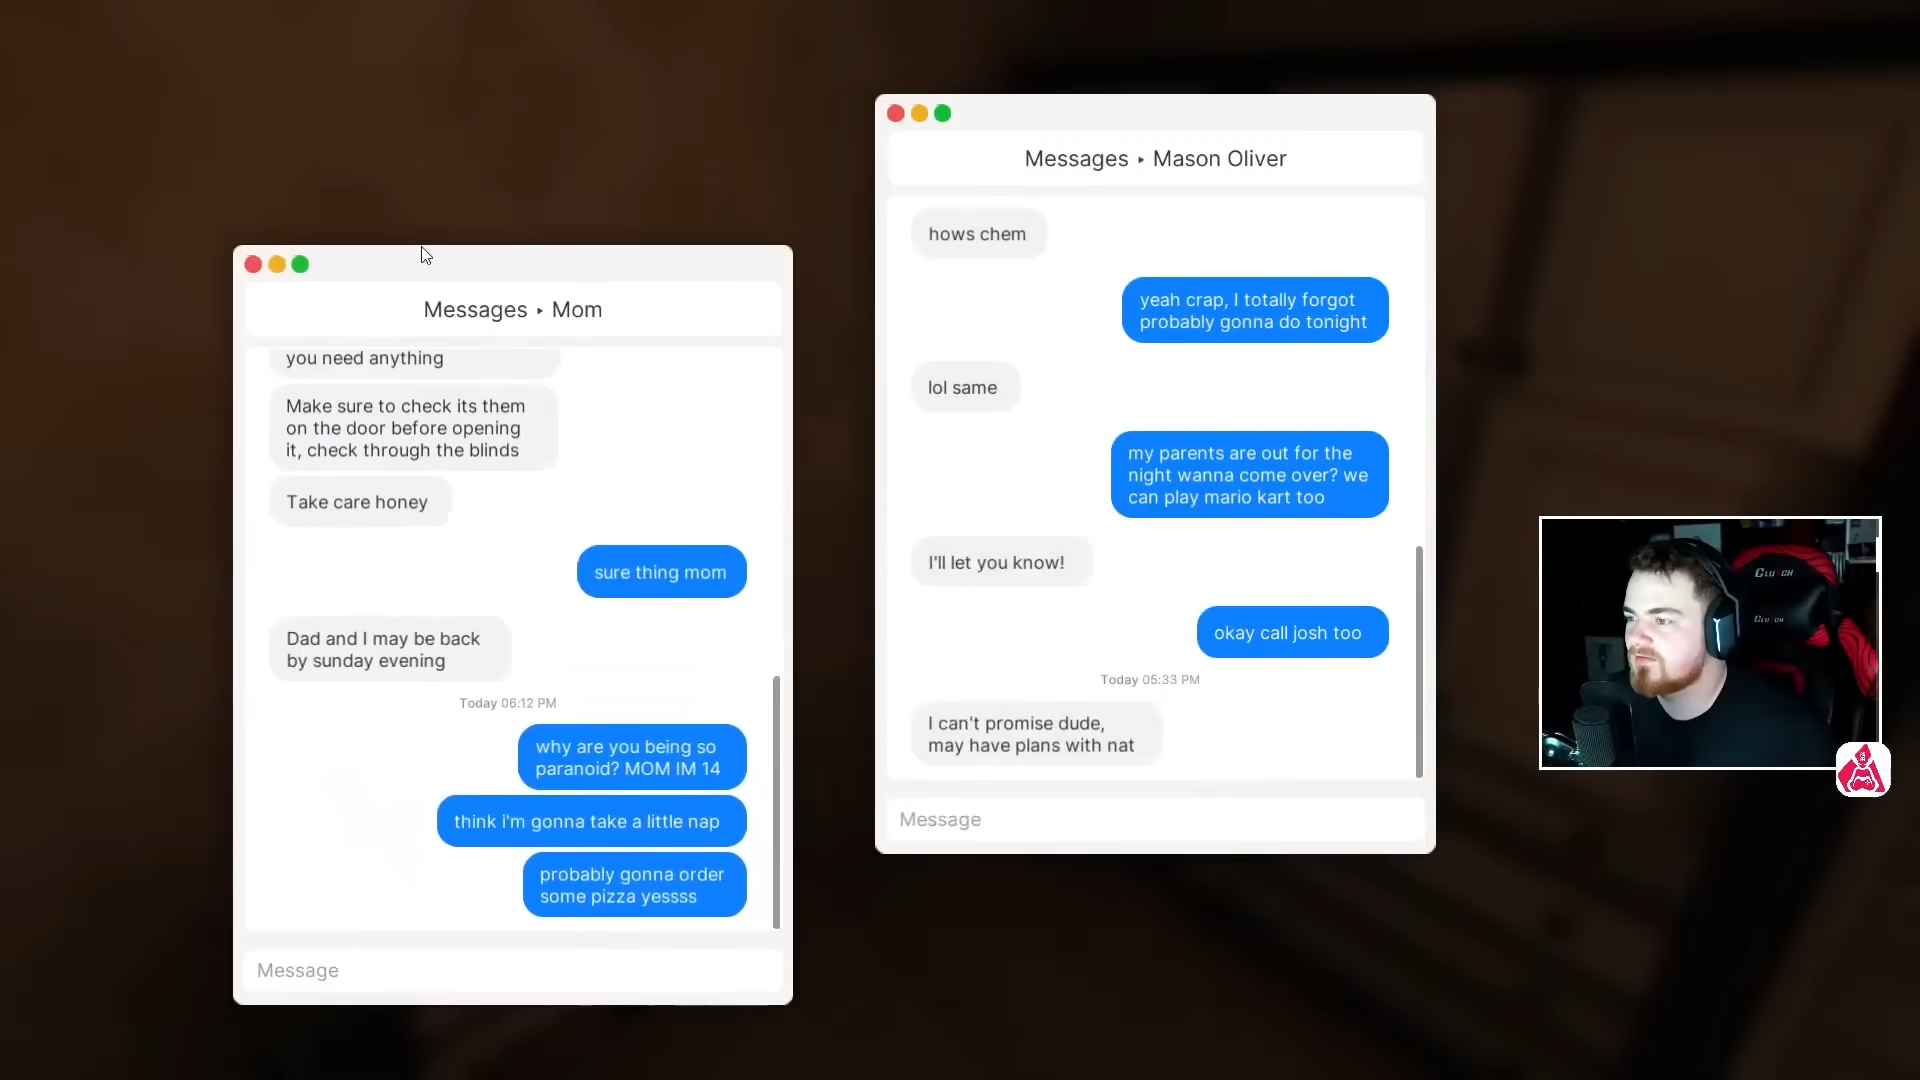 Messages ▸ Mom
you need anything
Make sure to check its them
on the door before opening
it, check through the blinds
Take care honey
sure thing mom
Dad and I may be back
by sunday evening
Today 06:12 PM
why are you being so
paranoid? MOM IM 14
think i'm gonna take a little nap
probably gonna order
some pizza yessss
Message
Messages ▸ Mason Oliver
hows chem
yeah crap, I totally forgot
probably gonna do tonight
lol same
my parents are out for the
night wanna come over? we
can play mario kart too
I'll let you know!
okay call josh too
Today 05:33 PM
I can't promise dude,
may have plans with nat
Message
CLUTCH
CLUTCH